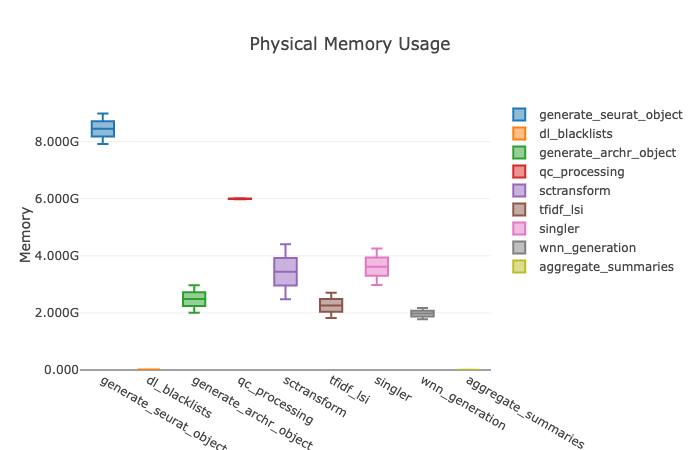 Physical Memory Usage
generate_seurat_object
dl_blacklists
generate_archr_object
qc_processing
sctransform
tfidf_lsi
singler
wnn_generation
aggregate_summaries
8.000G
6.000G
4.000G
2.000G
0.000
Memory
generate_seurat_object
dl_blacklists
generate_archr_object
qc_processing
sctransform
tfidf_lsi
singler
wnn_generation
aggregate_summaries